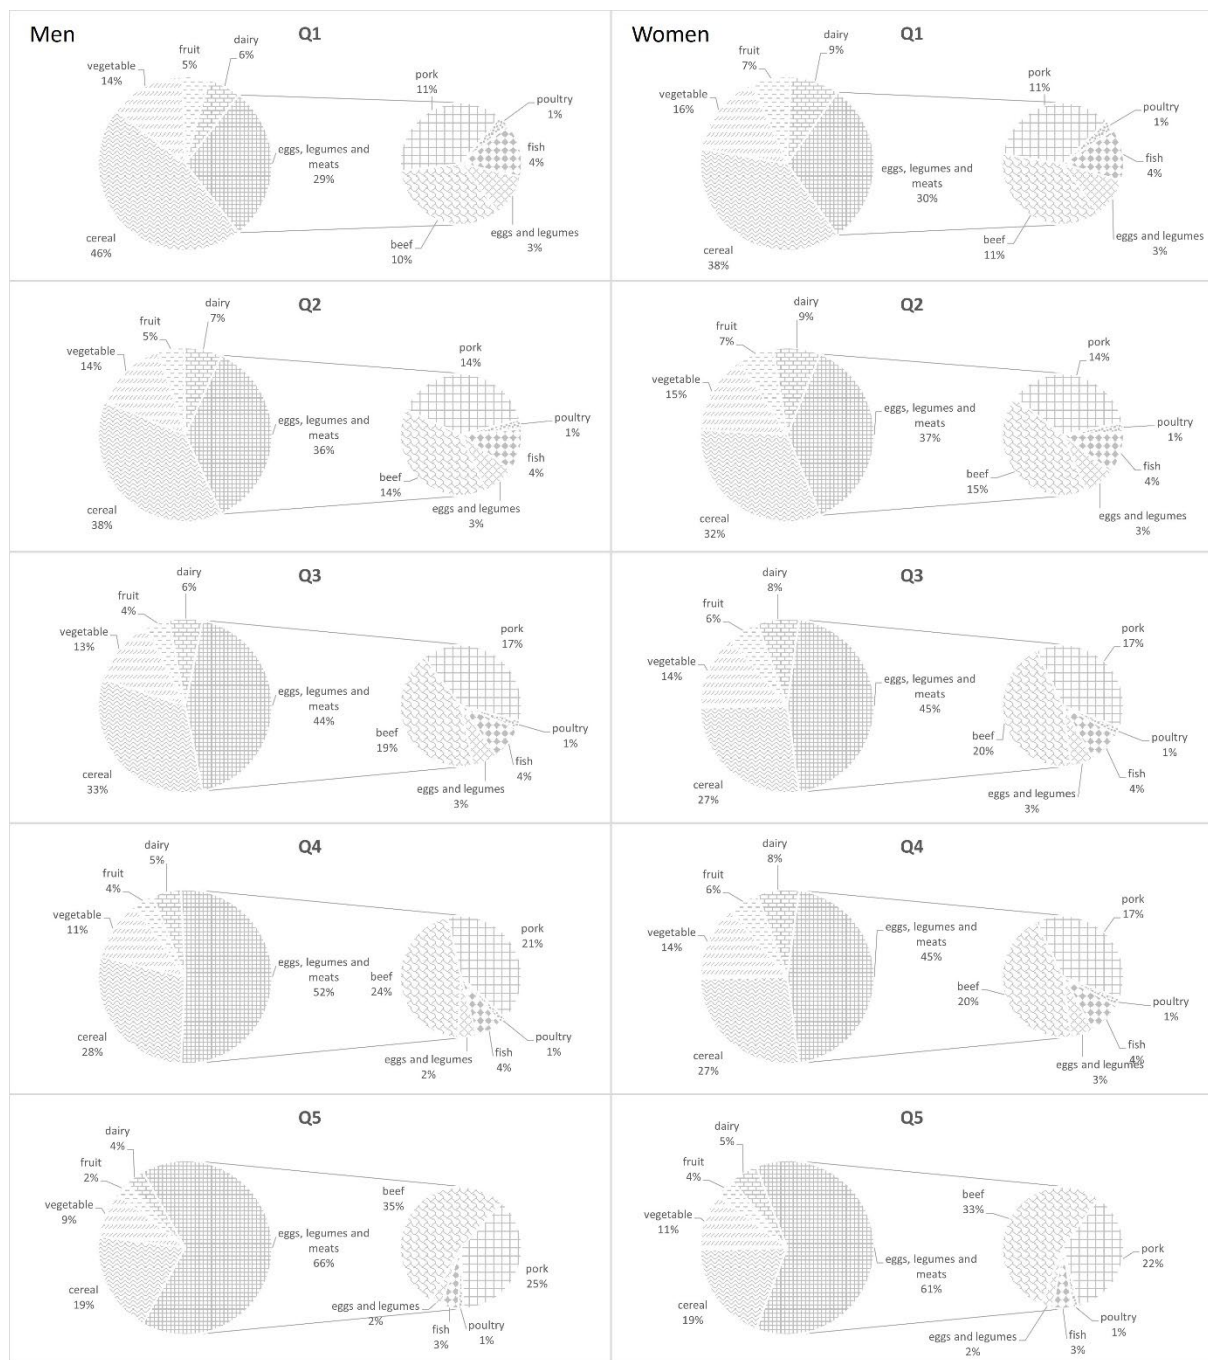 Men
Q1
fruit
5%
dairy
6%
vegetable
14%
eggs, legumes and
meats
29%
cereal
46%
pork
11%
poultry
1%
fish
4%
eggs and legumes
3%
beef
10%
Women
Q1
fruit
7%
dairy
9%
vegetable
16%
eggs, legumes and
meats
30%
cereal
38%
pork
11%
poultry
1%
fish
4%
eggs and legumes
3%
beef
11%
Q2
dairy
7%
fruit
5%
vegetable
14%
eggs, legumes and
meats
36%
cereal
38%
pork
14%
poultry
1%
fish
4%
eggs and legumes
3%
beef
14%
Q2
dairy
9%
fruit
7%
vegetable
15%
eggs, legumes and
meats
37%
cereal
32%
pork
14%
poultry
1%
fish
4%
eggs and legumes
3%
beef
15%
Q3
dairy
6%
fruit
4%
vegetable
13%
eggs, legumes and
meats
44%
cereal
33%
pork
17%
poultry
1%
fish
4%
eggs and legumes
3%
beef
19%
Q3
dairy
8%
fruit
6%
vegetable
14%
eggs, legumes and
meats
45%
cereal
27%
pork
17%
poultry
1%
fish
4%
eggs and legumes
3%
beef
20%
Q4
dairy
5%
fruit
4%
vegetable
11%
eggs, legumes and
meats
52%
cereal
28%
pork
21%
poultry
1%
fish
4%
eggs and legumes
2%
beef
24%
Q4
dairy
8%
fruit
6%
vegetable
14%
eggs, legumes and
meats
45%
cereal
27%
pork
17%
poultry
1%
fish
4%
eggs and legumes
3%
beef
20%
Q5
dairy
4%
fruit
2%
vegetable
9%
eggs, legumes and
meats
66%
cereal
19%
beef
35%
pork
25%
poultry
1%
fish
3%
eggs and legumes
2%
Q5
dairy
5%
fruit
4%
vegetable
11%
eggs, legumes and
meats
61%
cereal
19%
beef
33%
pork
22%
poultry
1%
fish
3%
eggs and legumes
2%